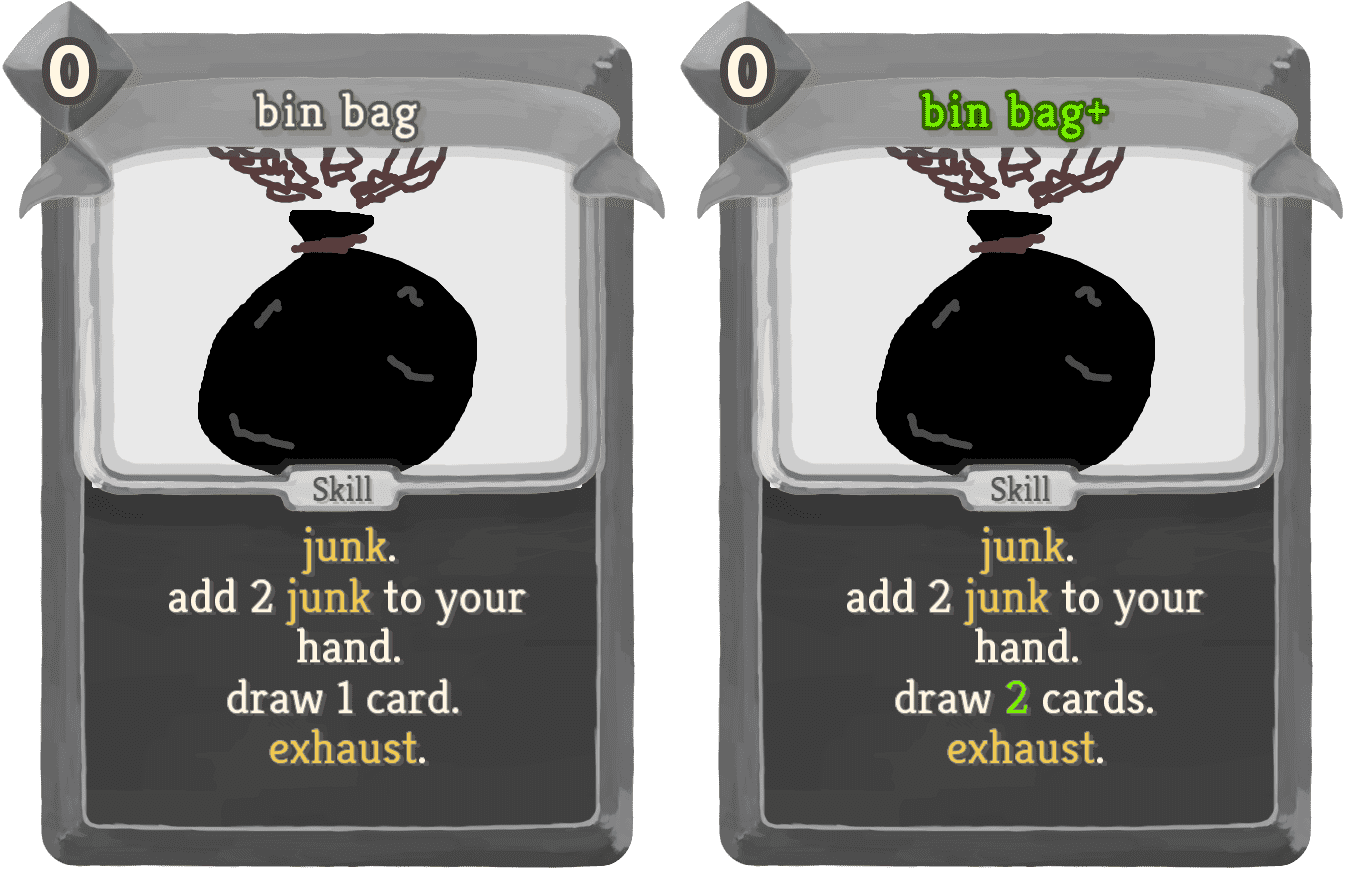 0
bin bag
Skill
junk.
add 2 junk to your
hand.
draw 1 card.
exhaust.
0
bin bag+
Skill
junk.
add 2 junk to your
hand.
draw 2 cards.
exhaust.